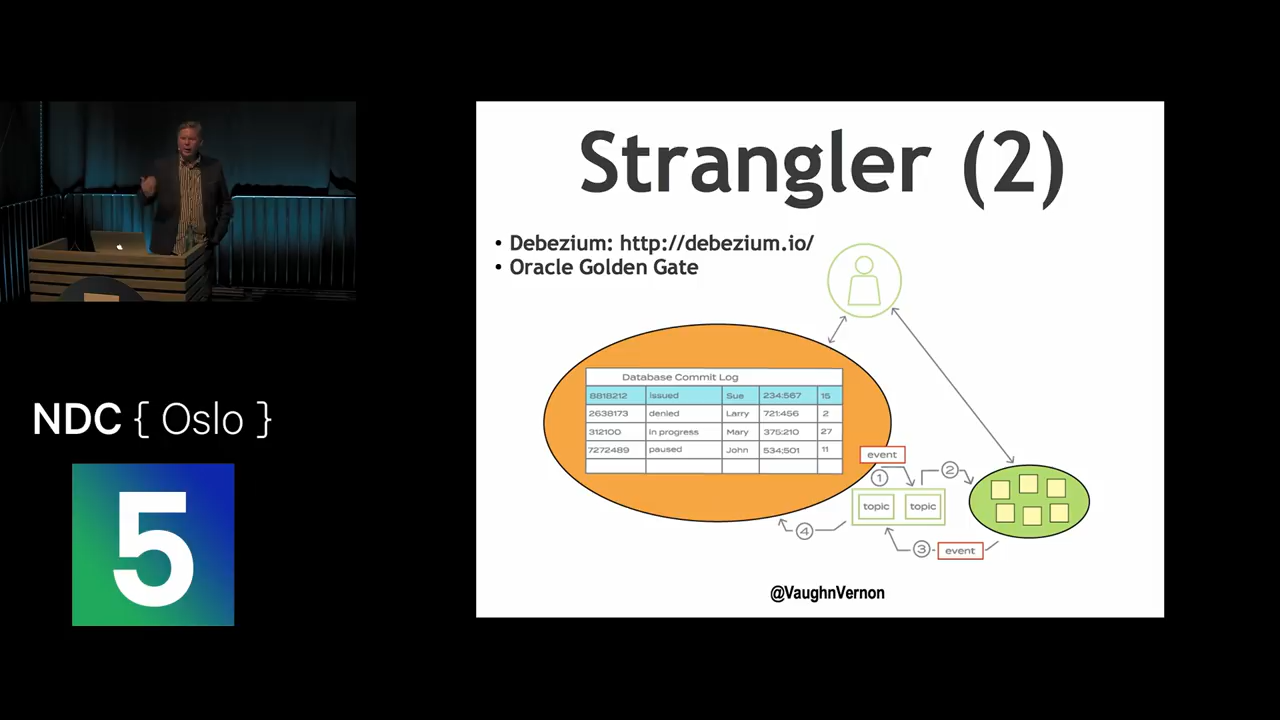 Strangler (2)
• Debezium: http://debezium.io/
• Oracle Golden Gate
Database Commit Log
8818212 issued Sue 234:567 15
2638173 denied Larry 721:456 2
312100 In progress Mary 375:210 27
7272489 paused John 534;501 11
event
1
2
topic topic
4
3 event
@VaughnVernon
NDC { Oslo }
5